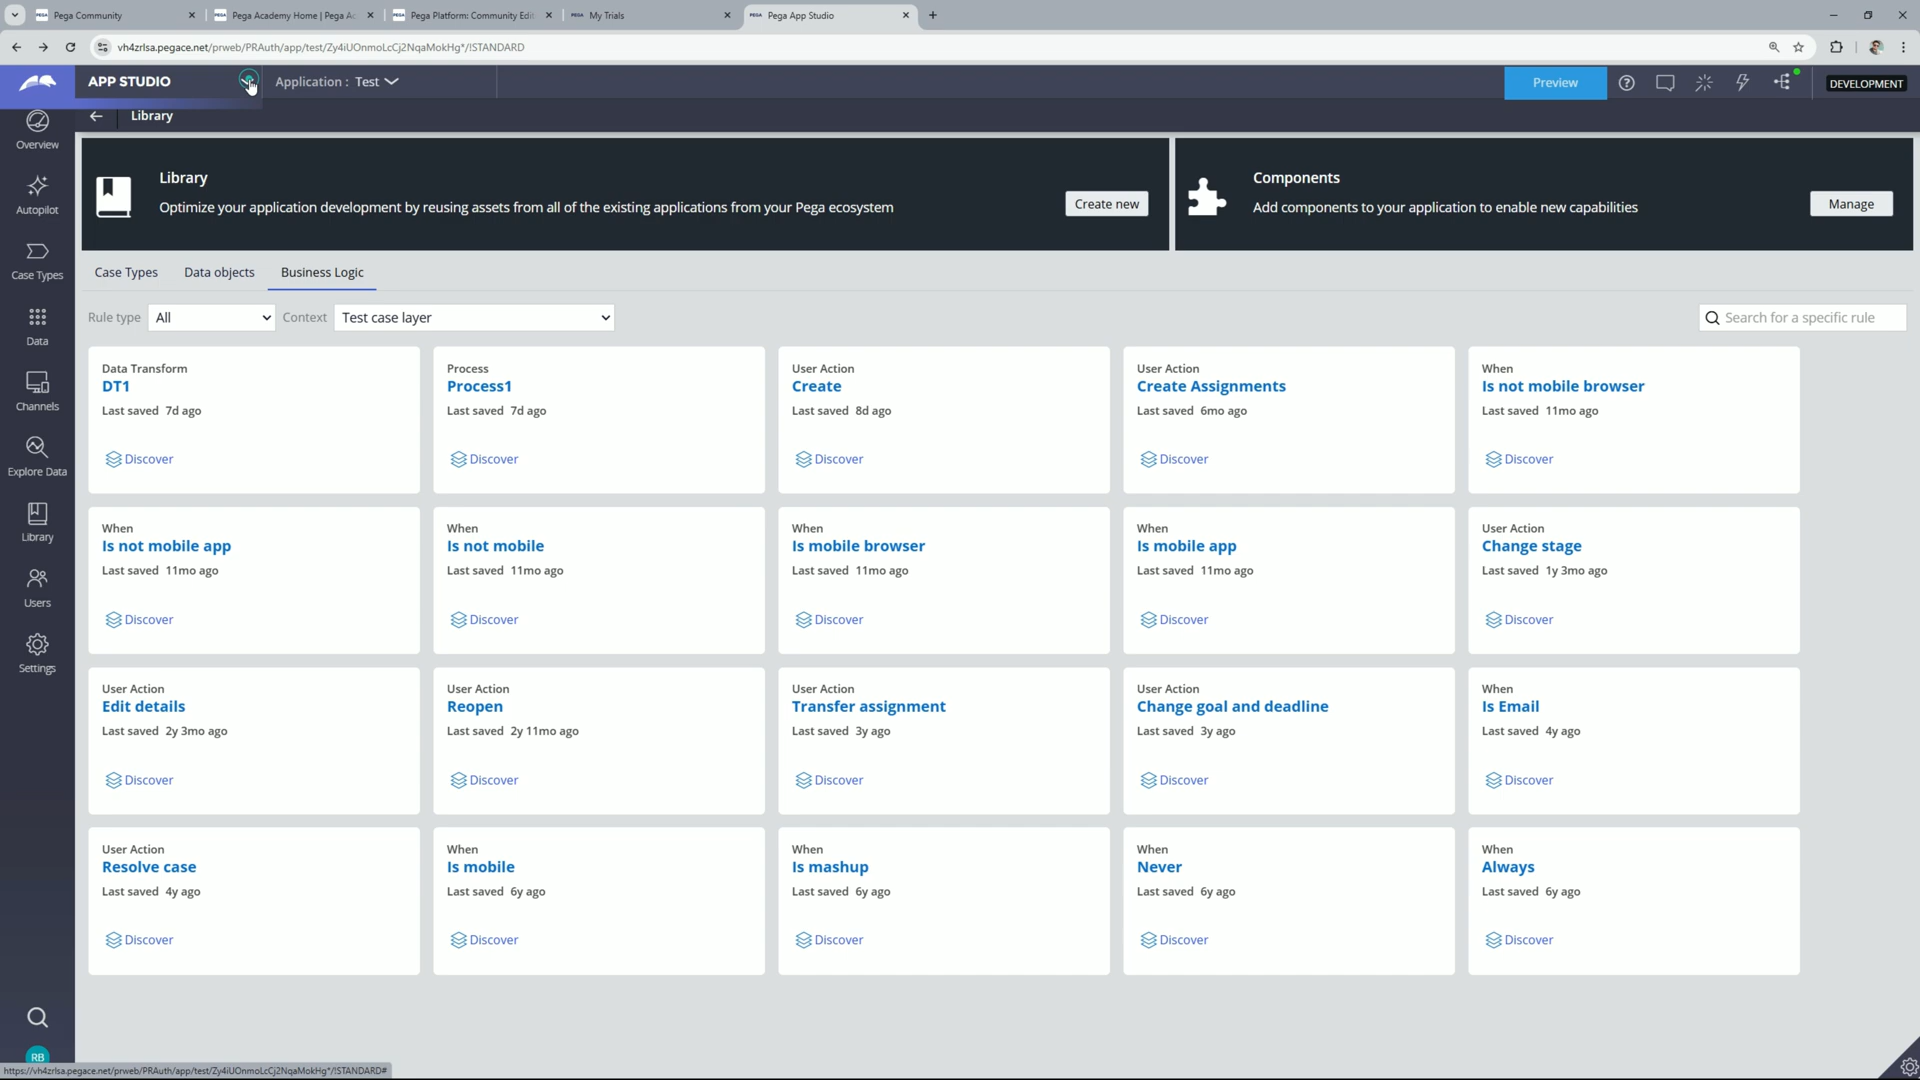 PEGA Pega Community
PEGA Pega Academy Home | Pega Ac
PEGA Pega Platform: Community Edit
PEGA My Trials
PEGA Pega App Studio
vh4zrlsa.pegace.net/prweb/PRAuth/app/test/Zy4iUOnmoLcCj2NqaMokHg*/!STANDARD
APP STUDIO
Application : Test
Preview
DEVELOPMENT
Library
Overview
Autopilot
Case Types
Data
Channels
Explore Data
Library
Users
Settings
RB
Library
Optimize your application development by reusing assets from all of the existing applications from your Pega ecosystem
Create new
Components
Add components to your application to enable new capabilities
Manage
Case Types Data objects Business Logic
Rule type All Context Test case layer
Search for a specific rule
Data Transform
DT1
Last saved 7d ago
Discover
Process
Process1
Last saved 7d ago
Discover
User Action
Create
Last saved 8d ago
Discover
User Action
Create Assignments
Last saved 6mo ago
Discover
When
Is not mobile browser
Last saved 11mo ago
Discover
When
Is not mobile app
Last saved 11mo ago
Discover
When
Is not mobile
Last saved 11mo ago
Discover
When
Is mobile browser
Last saved 11mo ago
Discover
When
Is mobile app
Last saved 11mo ago
Discover
User Action
Change stage
Last saved 1y 3mo ago
Discover
User Action
Edit details
Last saved 2y 3mo ago
Discover
User Action
Reopen
Last saved 2y 11mo ago
Discover
User Action
Transfer assignment
Last saved 3y ago
Discover
User Action
Change goal and deadline
Last saved 3y ago
Discover
When
Is Email
Last saved 4y ago
Discover
User Action
Resolve case
Last saved 4y ago
Discover
When
Is mobile
Last saved 6y ago
Discover
When
Is mashup
Last saved 6y ago
Discover
When
Never
Last saved 6y ago
Discover
When
Always
Last saved 6y ago
Discover
https://vh4zrlsa.pegace.net/prweb/PRAuth/app/test/Zy4iUOnmoLcCj2NqaMokHg*/!STANDARD#